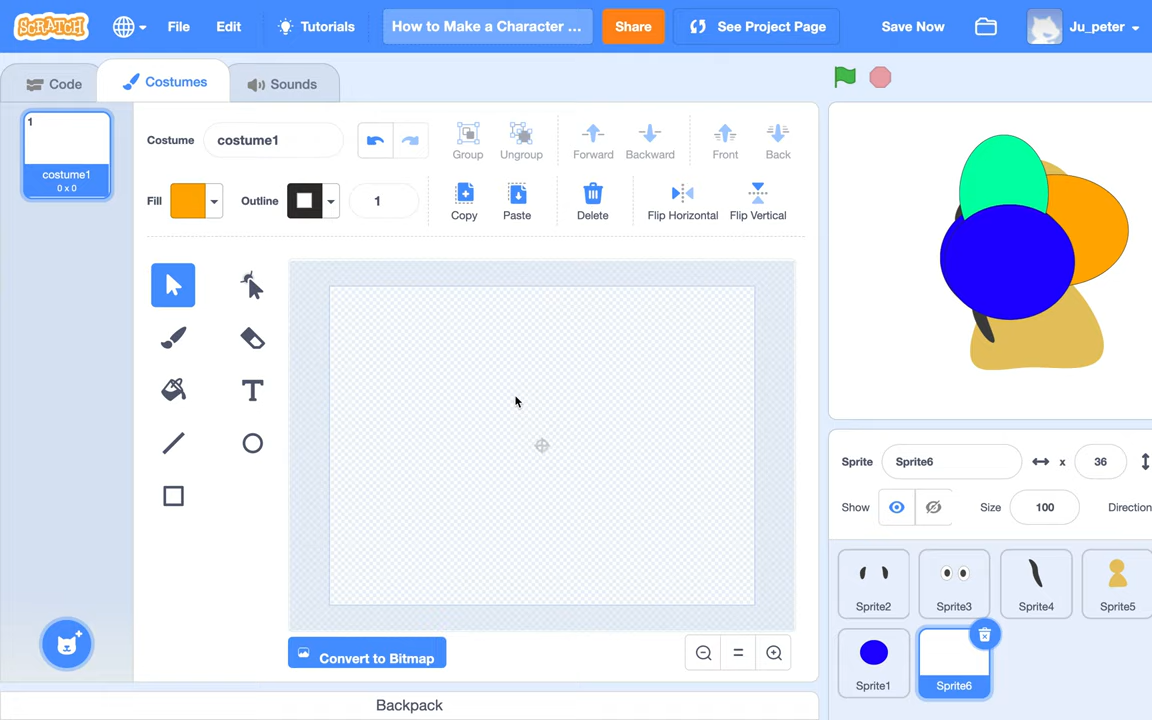 SCRATCH File Edit Tutorials How to Make a Character ... Share See Project Page Save Now Ju_peter
Code Costumes Sounds
1
costume1
0 x 0
Costume costume1 Group Ungroup Forward Backward Front Back
Fill Outline 1 Copy Paste Delete Flip Horizontal Flip Vertical
T
Convert to Bitmap
Backpack
Sprite Sprite6 x 36
Show Size 100 Direction
Sprite2 Sprite3 Sprite4 Sprite5
Sprite1 Sprite6